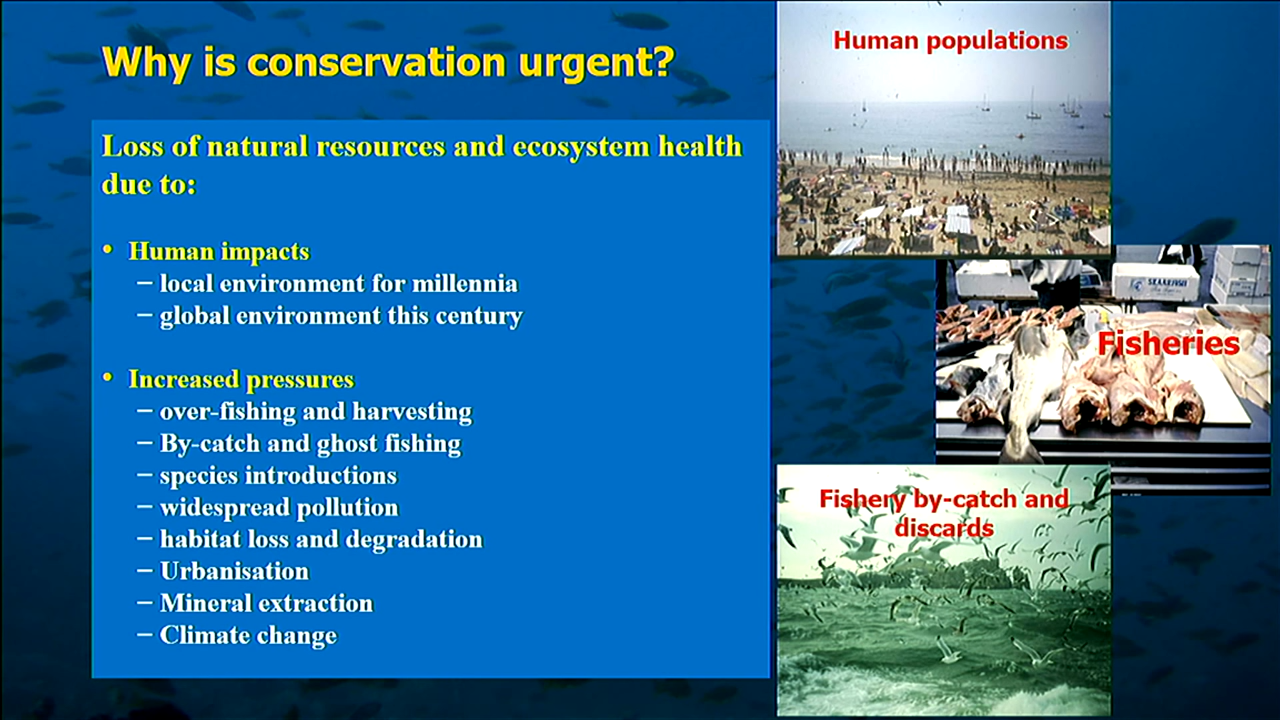 Why is conservation urgent?
Loss of natural resources and ecosystem health
due to:
• Human impacts
– local environment for millennia
– global environment this century
• Increased pressures
– over-fishing and harvesting
– By-catch and ghost fishing
– species introductions
– widespread pollution
– habitat loss and degradation
– Urbanisation
– Mineral extraction
– Climate change
Human populations
Fisheries
Fishery by-catch and
discards